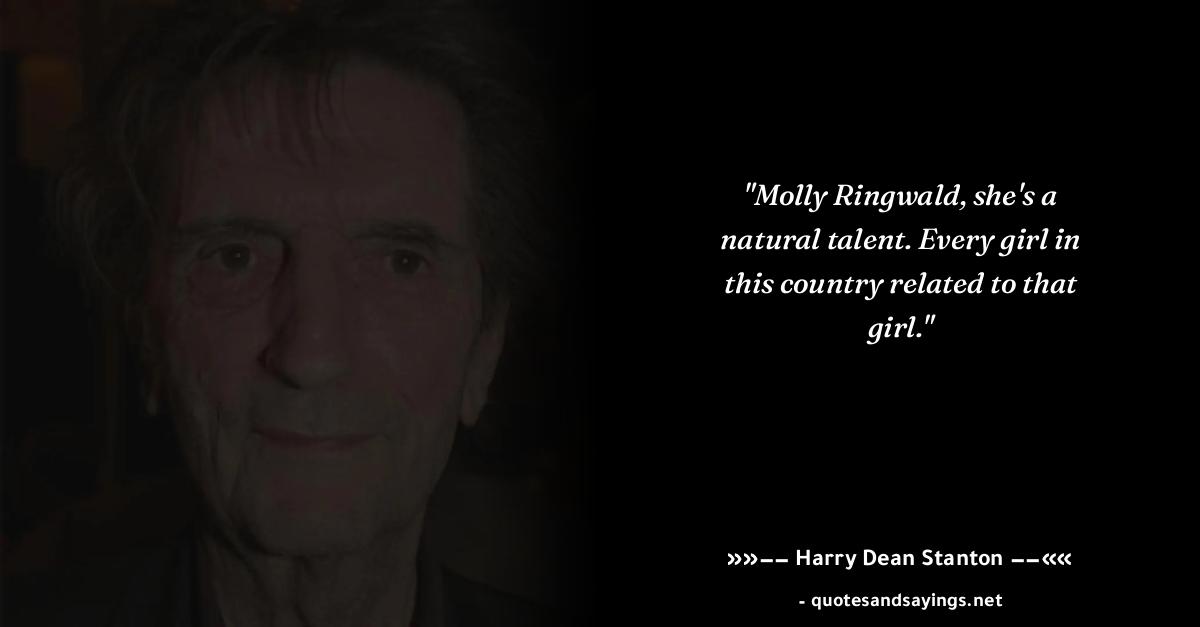 "Molly Ringwald, she's a
natural talent. Every girl in
this country related to that
girl."
»»−− Harry Dean Stanton −−««
- quotesandsayings.net